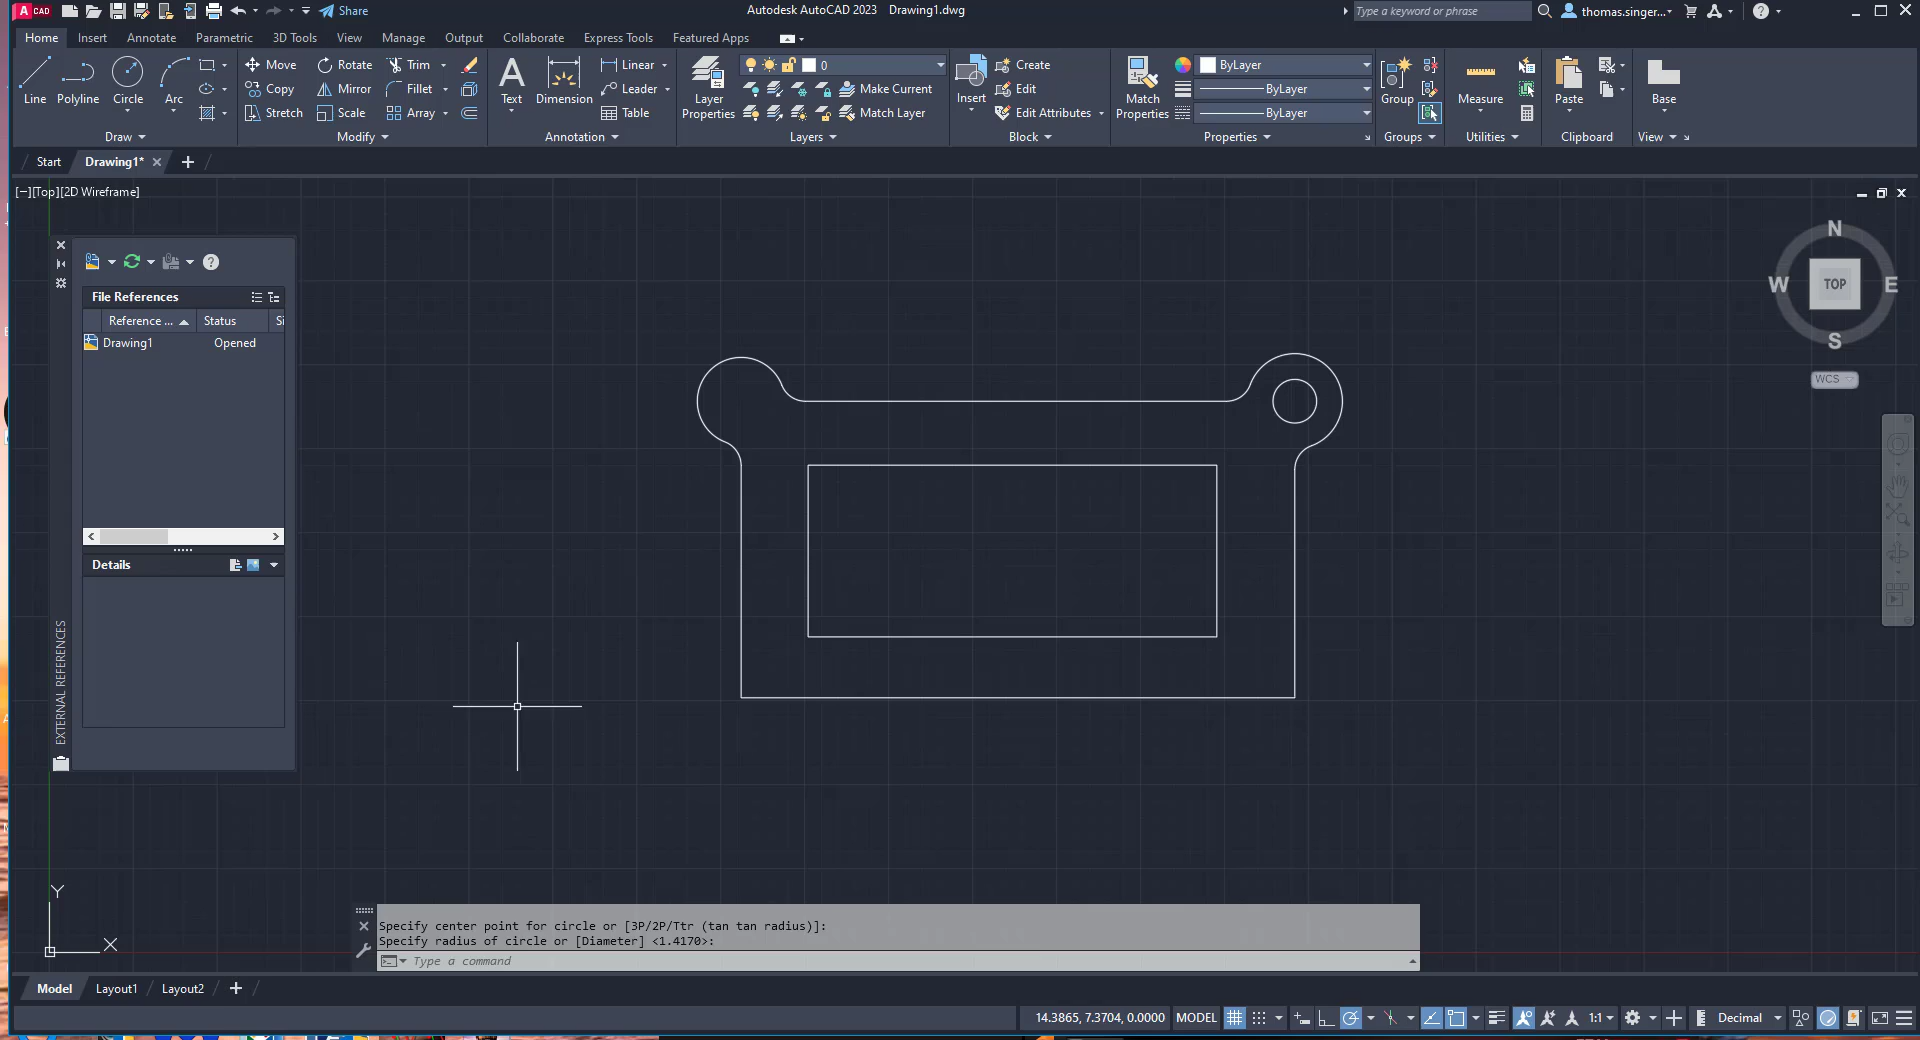 A CAD Share Autodesk AutoCAD 2023 Drawing1.dwg Type a keyword or phrase thomas.singer... ?
Home Insert Annotate Parametric 3D Tools View Manage Output Collaborate Express Tools Featured Apps
Move Rotate Trim Linear 0 Create ByLayer
Line Polyline Circle Arc Copy Mirror Fillet Text Dimension Leader Layer Properties Make Current Insert Edit Match Properties ByLayer Group Measure Paste Base
Stretch Scale Array Table Match Layer Edit Attributes ByLayer
Draw Modify Annotation Layers Block Properties Groups Utilities Clipboard View
Start Drawing1* +
[−][Top][2D Wireframe]
N
W TOP E
S
WCS
File References
Reference ... Status Si
Drawing1 Opened
Details
EXTERNAL REFERENCES
Y
X
Specify center point for circle or [3P/2P/Ttr (tan tan radius)]:
Specify radius of circle or [Diameter] <1.4170>:
Type a command
Model Layout1 Layout2 +
14.3865, 7.3704, 0.0000 MODEL 1:1 Decimal